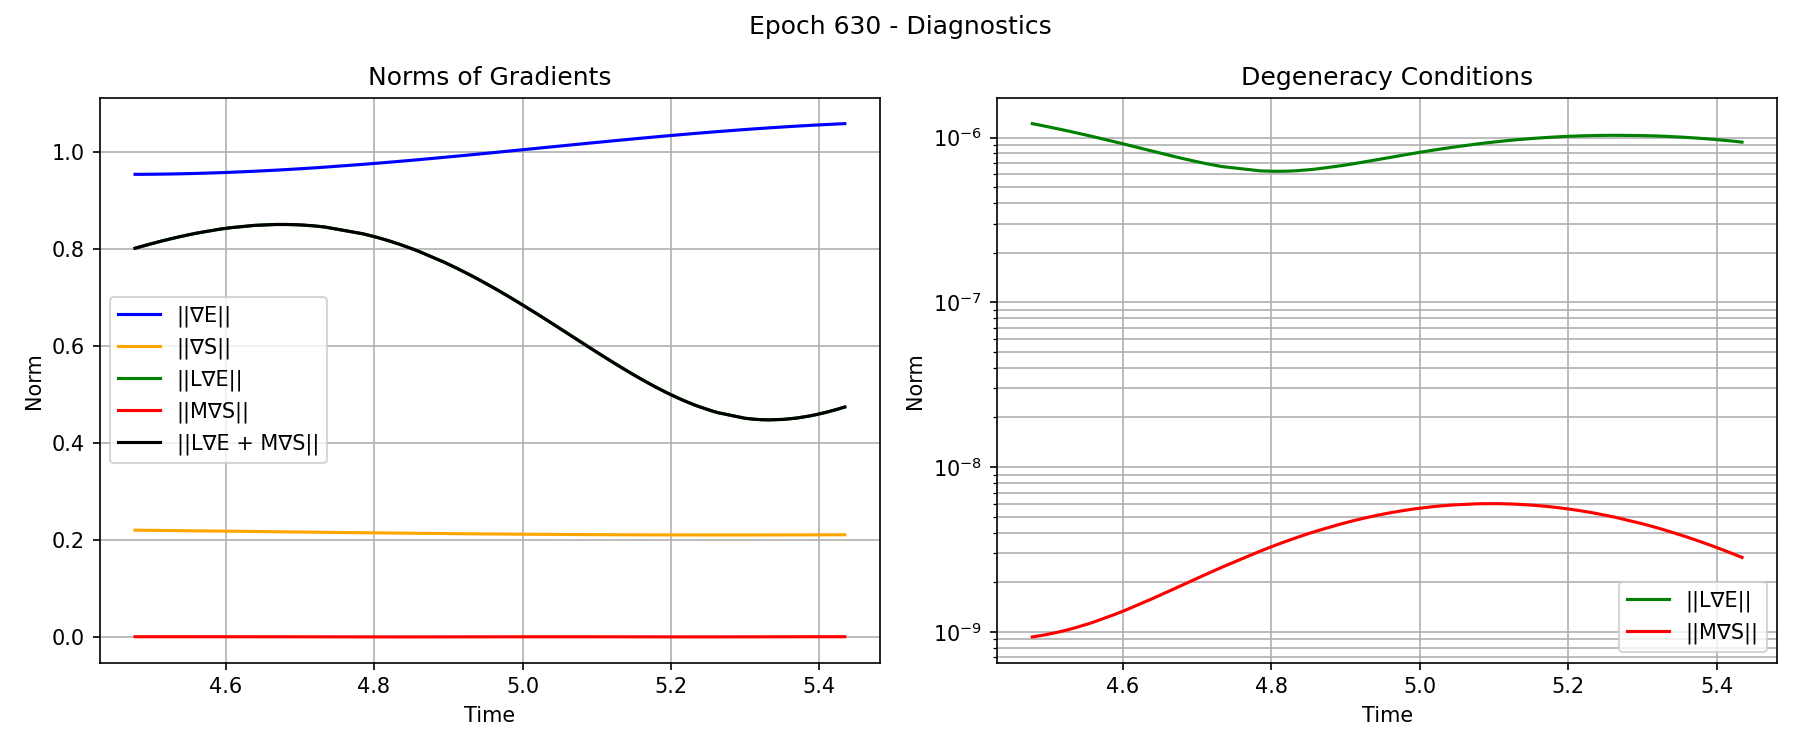 Epoch 630 - Diagnostics
Norms of Gradients
Norm
1.0
0.8
0.6
0.4
0.2
0.0
||∇E||
||∇S||
||L∇E||
||M∇S||
||L∇E + M∇S||
4.6 4.8 5.0 5.2 5.4
Time
Degeneracy Conditions
Norm
10⁻⁶
10⁻⁷
10⁻⁸
10⁻⁹
||L∇E||
||M∇S||
4.6 4.8 5.0 5.2 5.4
Time